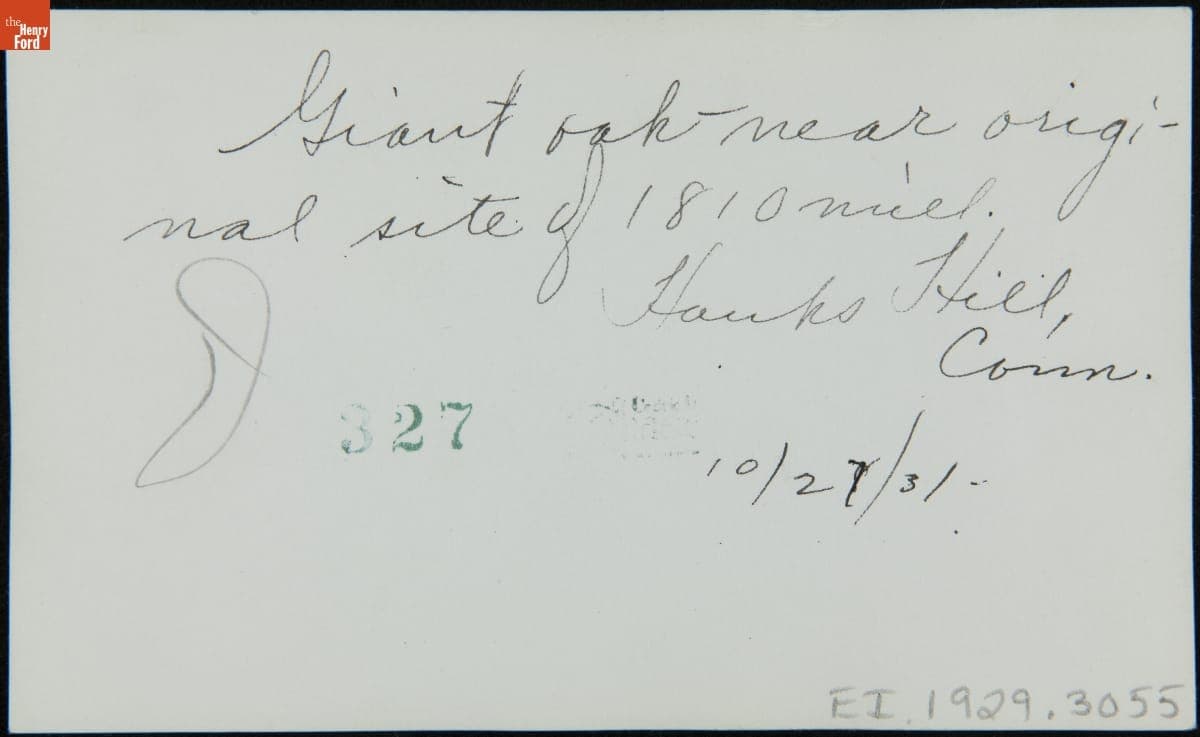 the
Henry
Ford
Giant oak near origi-
nal site of 1810 mill.
Hanks Hill,
Conn.
327
10/27/31-
EI.1929.3055